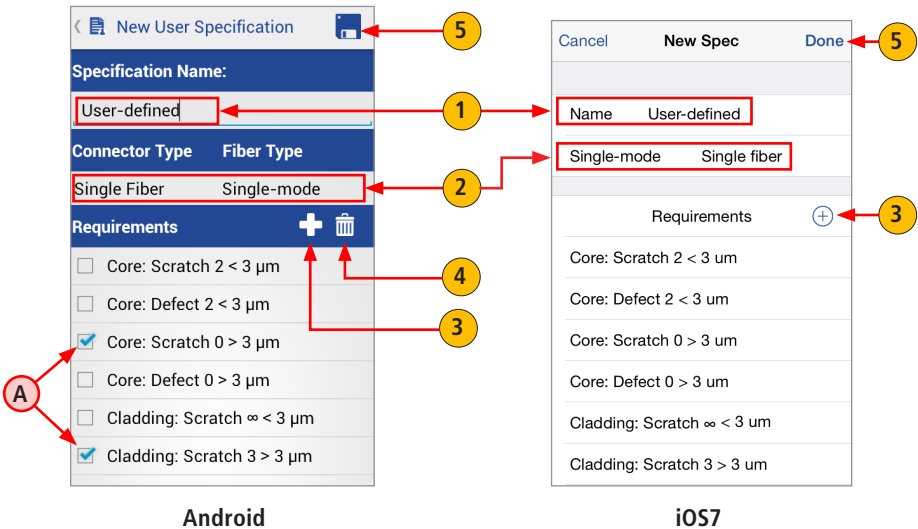 New User Specification
5
Specification Name:
User-defined
1
Connector Type Fiber Type
Single Fiber Single-mode
2
Requirements
4
3
Core: Scratch 2 < 3 µm
Core: Defect 2 < 3 µm
Core: Scratch 0 > 3 µm
Core: Defect 0 > 3 µm
Cladding: Scratch ∞ < 3 µm
Cladding: Scratch 3 > 3 µm
A
Android
Cancel New Spec Done
5
Name User-defined
Single-mode Single fiber
Requirements
3
Core: Scratch 2 < 3 um
Core: Defect 2 < 3 um
Core: Scratch 0 > 3 um
Core: Defect 0 > 3 um
Cladding: Scratch ∞ < 3 um
Cladding: Scratch 3 > 3 um
iOS7